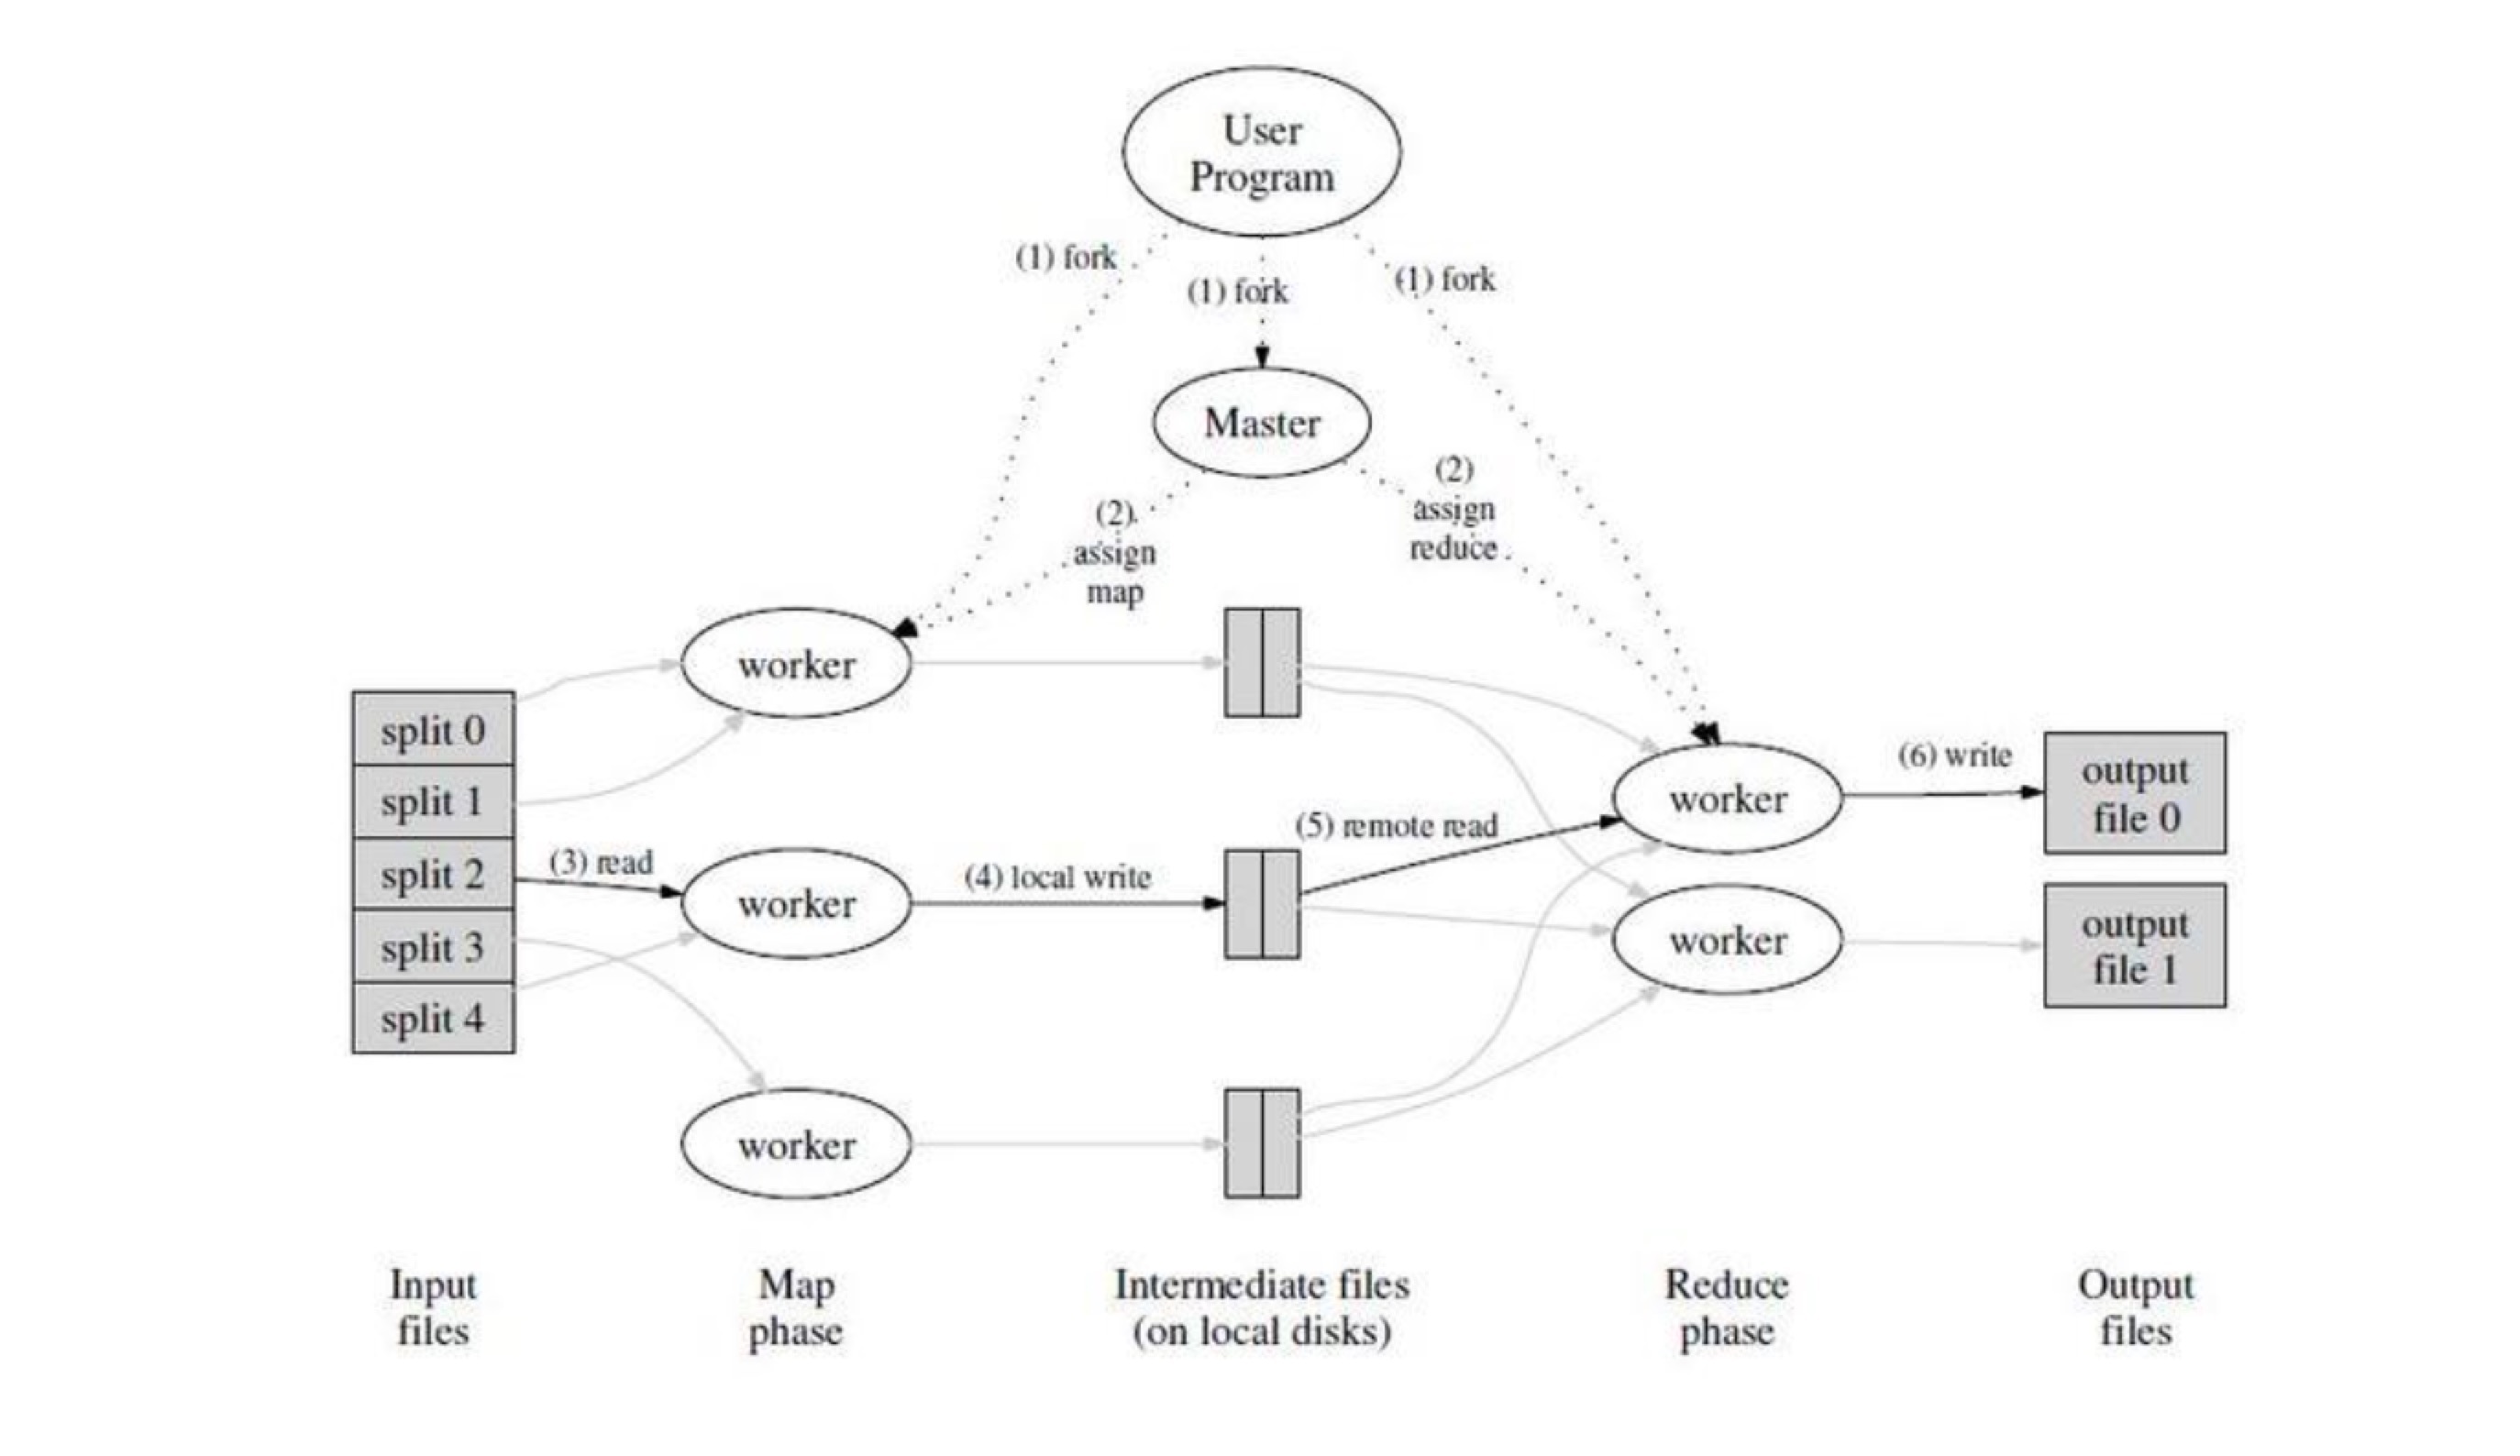 User
Program
(1) fork
(1) fork
(1) fork
Master
(2)
assign
map
(2)
assign
reduce
worker
split 0
split 1
split 2
split 3
split 4
(3) read
worker
(4) local write
(5) remote read
worker
(6) write
output
file 0
worker
output
file 1
worker
Input
files
Map
phase
Intermediate files
(on local disks)
Reduce
phase
Output
files